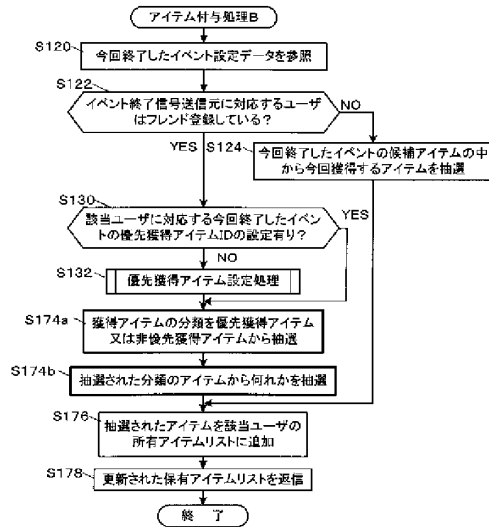 アイテム付与処理B
S120
今回終了したイベント設定データを参照
S122
イベント終了信号送信元に対応するユーザ
はフレンド登録している?
NO
YES
S124
今回終了したイベントの候補アイテムの中
から今回獲得するアイテムを抽選
S130
該当ユーザに対応する今回終了したイベン
トの優先獲得アイテムIDの設定有り?
YES
NO
S132
優先獲得アイテム設定処理
S174a
獲得アイテムの分類を優先獲得アイテム
又は非優先獲得アイテムから抽選
S174b
抽選された分類のアイテムから何れかを抽選
S176
抽選されたアイテムを該当ユーザの
所有アイテムリストに追加
S178
更新された保有アイテムリストを返信
終 了